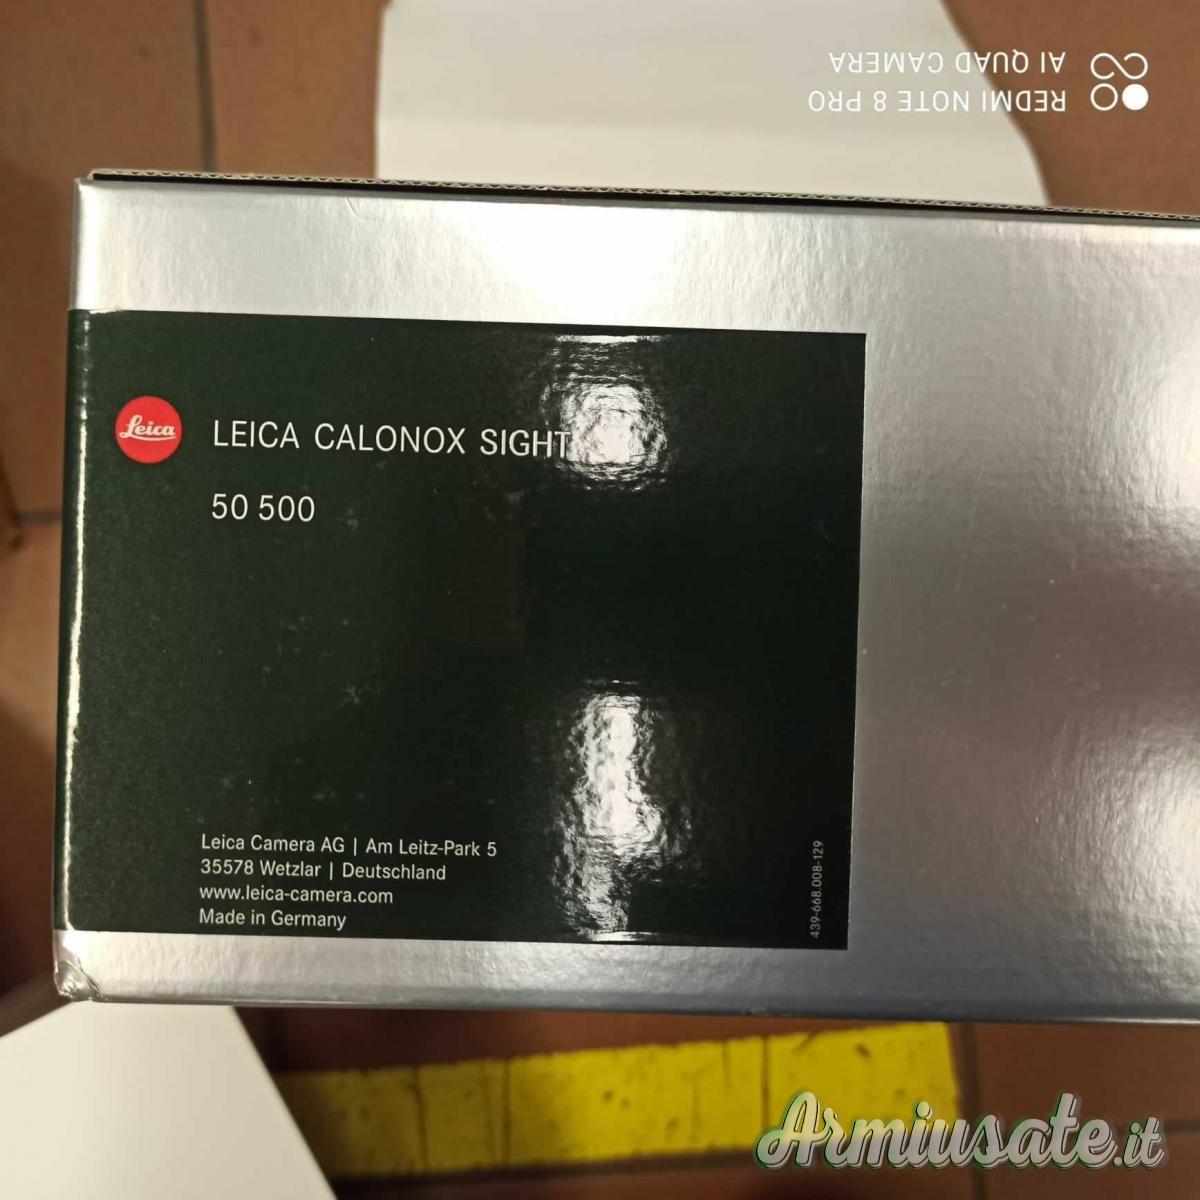 REDMI NOTE 8 PRO
AI QUAD CAMERA
Leica
LEICA CALONOX SIGHT
50 500
Leica Camera AG | Am Leitz-Park 5
35578 Wetzlar | Deutschland
www.leica-camera.com
Made in Germany
439-668.008-129
Armiusate.it